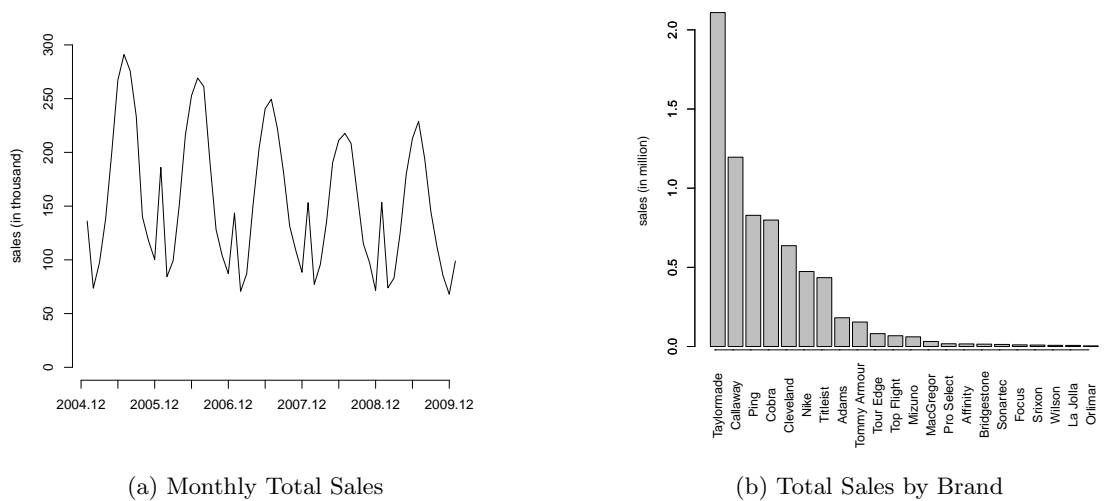 sales (in thousand)
300
250
200
150
100
50
0
2004.12 2005.12 2006.12 2007.12 2008.12 2009.12
(a) Monthly Total Sales
sales (in million)
2.0
1.5
1.0
0.5
0.0
Taylormade
Callaway
Ping
Cobra
Cleveland
Nike
Titleist
Adams
Tommy Armour
Tour Edge
Top Flight
Mizuno
MacGregor
Pro Select
Affinity
Bridgestone
Sonartec
Focus
Srixon
Wilson
La Jolla
Orlimar
(b) Total Sales by Brand